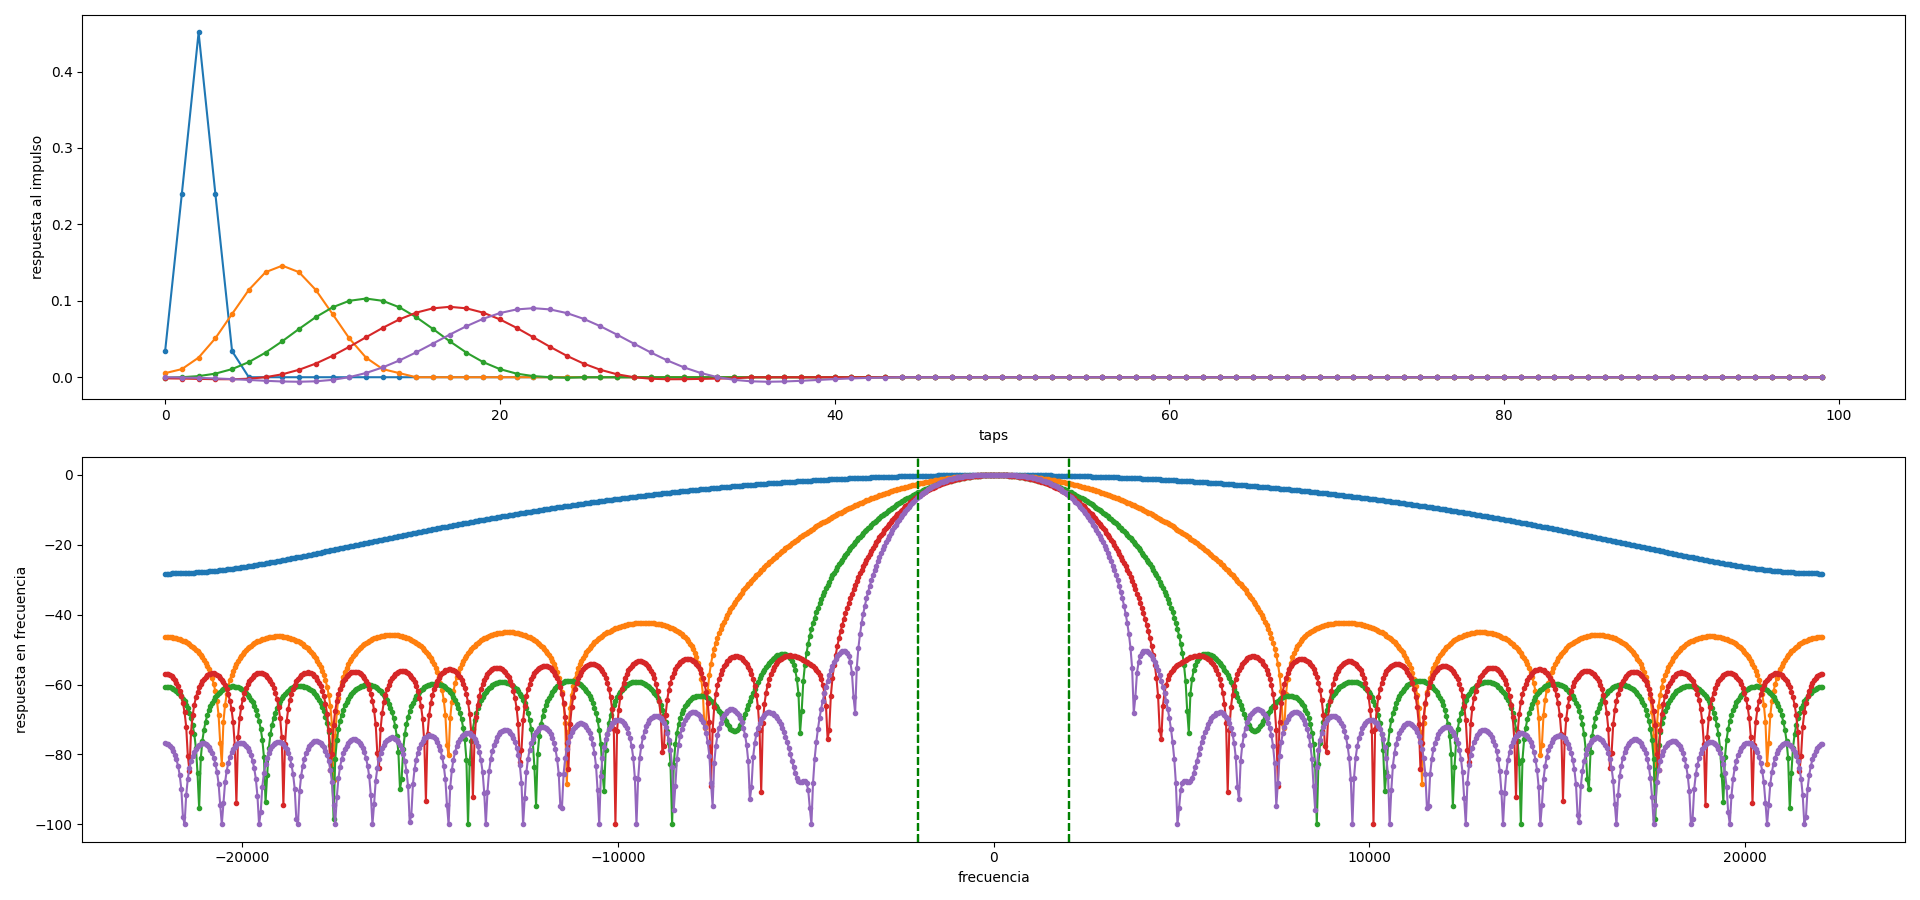 respuesta al impulso
0.4
0.3
0.2
0.1
0.0
0 20 40 60 80 100
taps
respuesta en frecuencia
0
−20
−40
−60
−80
−100
−20000 −10000 0 10000 20000
frecuencia